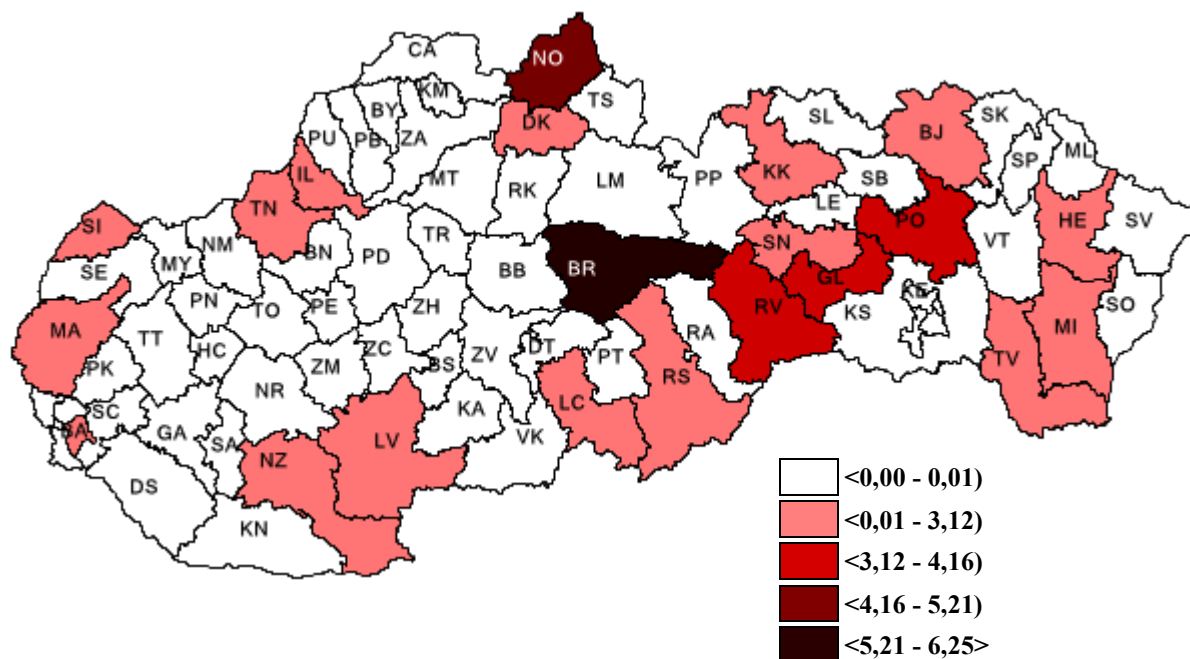 CA
NO
KM
TS
BY
PU
PB
ZA
DK
SL
SK
BJ
SP
ML
IL
MT
RK
LM
PP
KK
SB
LE
TN
SI
NM
TR
PO
HE
SV
SE
MY
BN
PD
BB
BR
SN
VT
GL
PN
TO
PE
ZH
RV
KS
KE
SO
MA
TT
HC
ZM
ZC
BS
ZV
DT
PT
RA
MI
PK
NR
RS
TV
SC
GA
SA
LV
KA
LC
BA
VK
NZ
DS
KN
<0,00 - 0,01)
<0,01 - 3,12)
<3,12 - 4,16)
<4,16 - 5,21)
<5,21 - 6,25>